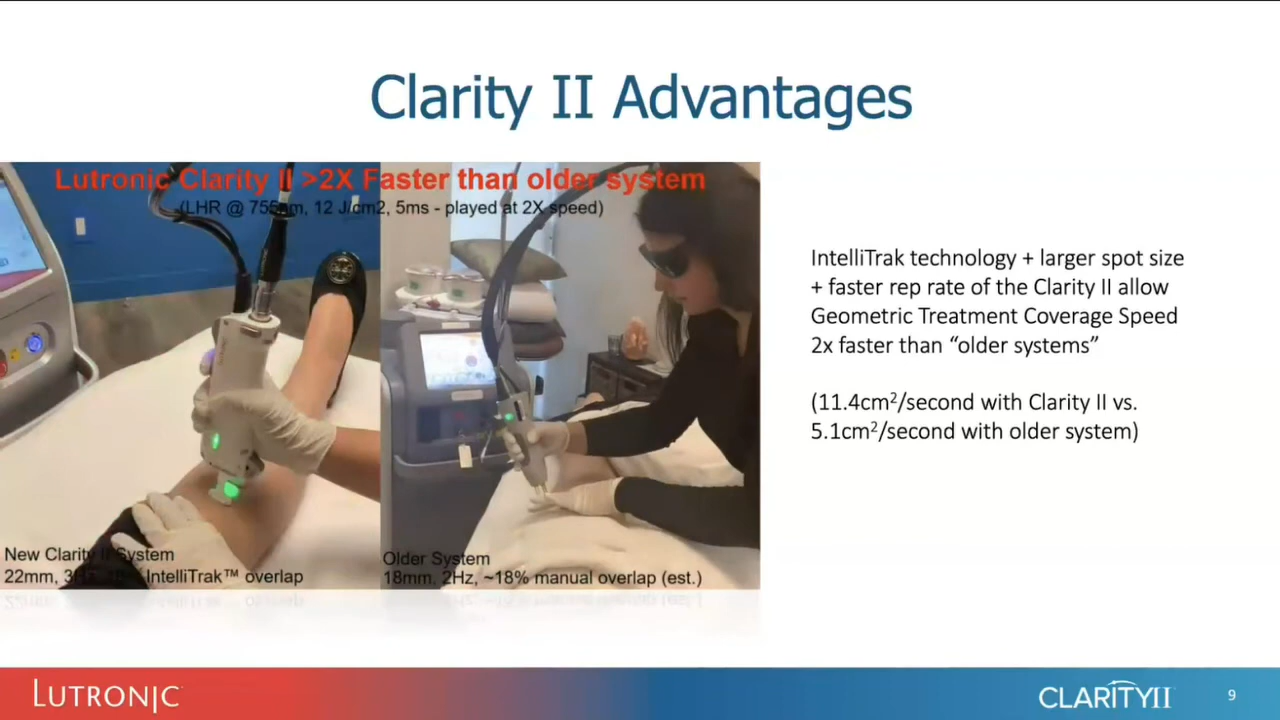 Clarity II Advantages
Lutronic Clarity II >2X Faster than older system
(LHR @ 755nm, 12 J/cm2, 5ms - played at 2X speed)
IntelliTrak technology + larger spot size
+ faster rep rate of the Clarity II allow
Geometric Treatment Coverage Speed
2x faster than “older systems”
(11.4cm²/second with Clarity II vs.
5.1cm²/second with older system)
New Clarity II System
22mm, 3Hz, IntelliTrak™ overlap
Older System
18mm, 2Hz, ~18% manual overlap (est.)
LUTRONIC
CLARITYII
9